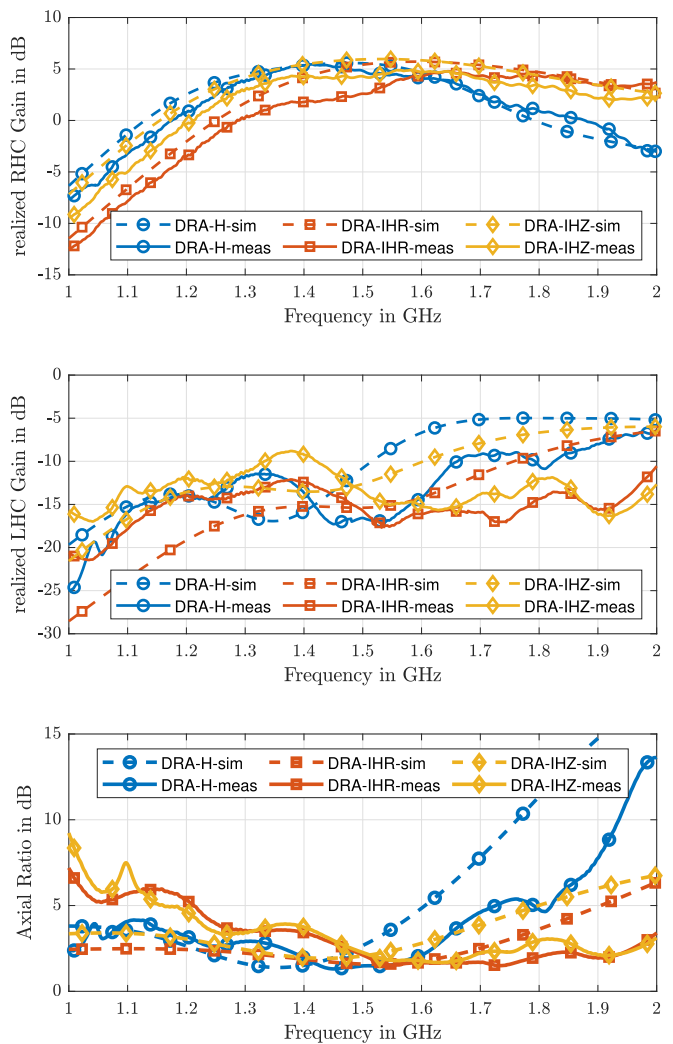 realized RHC Gain in dB
10
5
0
-5
-10
-15
DRA-H-sim DRA-IHR-sim DRA-IHZ-sim
DRA-H-meas DRA-IHR-meas DRA-IHZ-meas
1 1.1 1.2 1.3 1.4 1.5 1.6 1.7 1.8 1.9 2
Frequency in GHz
realized LHC Gain in dB
0
-5
-10
-15
-20
-25
-30
DRA-H-sim DRA-IHR-sim DRA-IHZ-sim
DRA-H-meas DRA-IHR-meas DRA-IHZ-meas
1 1.1 1.2 1.3 1.4 1.5 1.6 1.7 1.8 1.9 2
Frequency in GHz
Axial Ratio in dB
15
10
5
0
DRA-H-sim DRA-IHR-sim DRA-IHZ-sim
DRA-H-meas DRA-IHR-meas DRA-IHZ-meas
1 1.1 1.2 1.3 1.4 1.5 1.6 1.7 1.8 1.9 2
Frequency in GHz